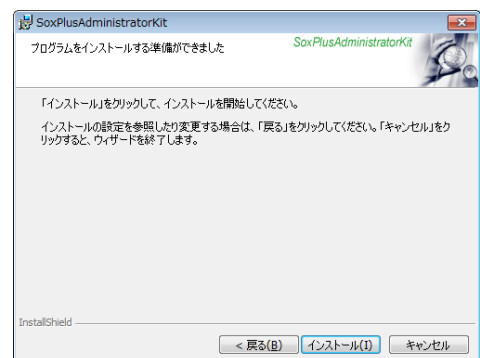 SoxPlusAdministratorKit
プログラムをインストールする準備ができました
SoxPlusAdministratorKit
「インストール」をクリックして、インストールを開始してください。
インストールの設定を参照したり変更する場合は、「戻る」をクリックしてください。「キャンセル」をク
リックすると、ウィザードを終了します。
InstallShield
< 戻る(B) インストール(I) キャンセル